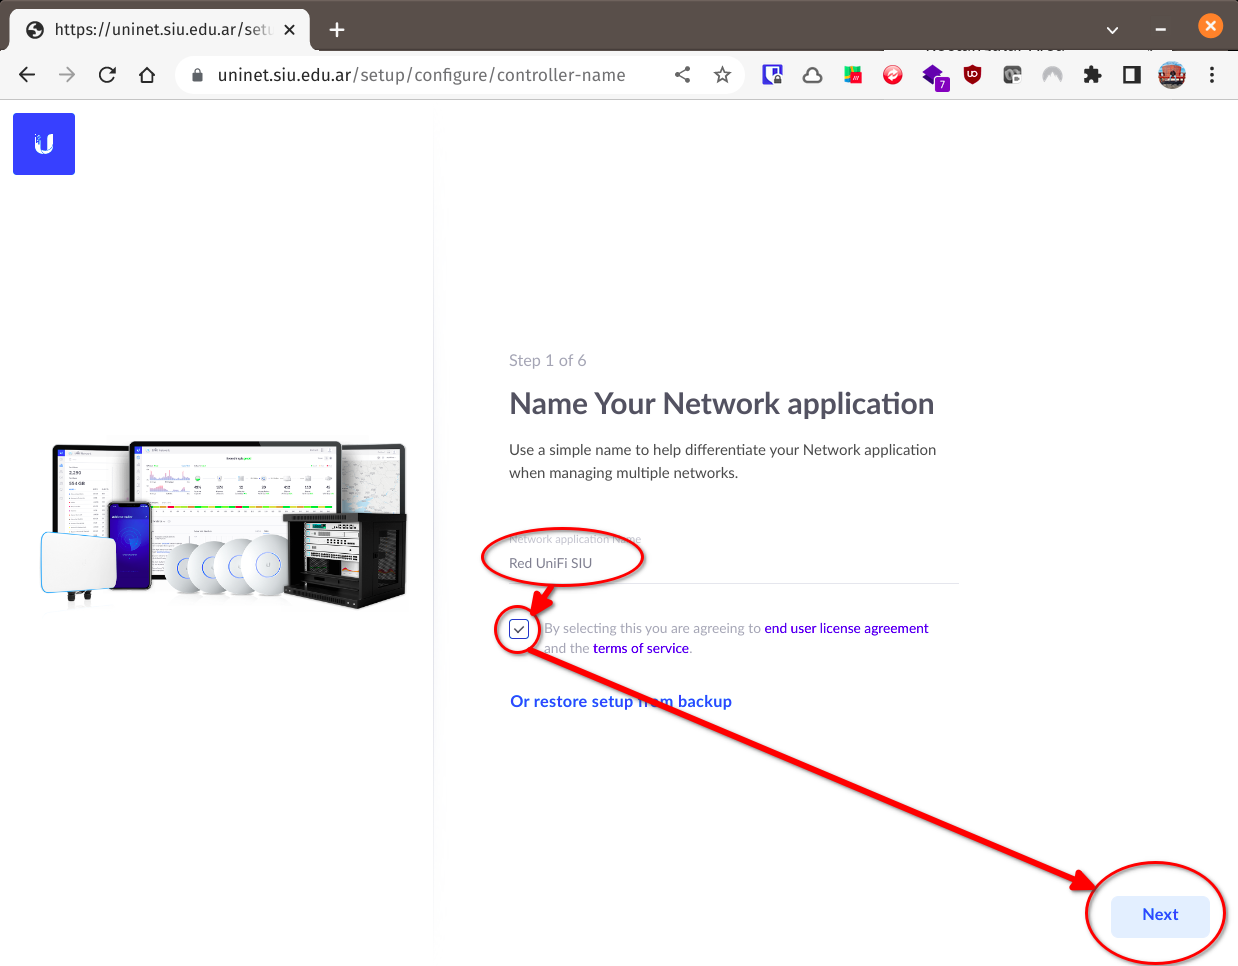 https://uninet.siu.edu.ar/setu
uninet.siu.edu.ar/setup/configure/controller-name
7
Step 1 of 6
Name Your Network application
Use a simple name to help differentiate your Network application
when managing multiple networks.
Network application Name
Red UniFi SIU
By selecting this you are agreeing to end user license agreement
and the terms of service.
Or restore setup from backup
Next